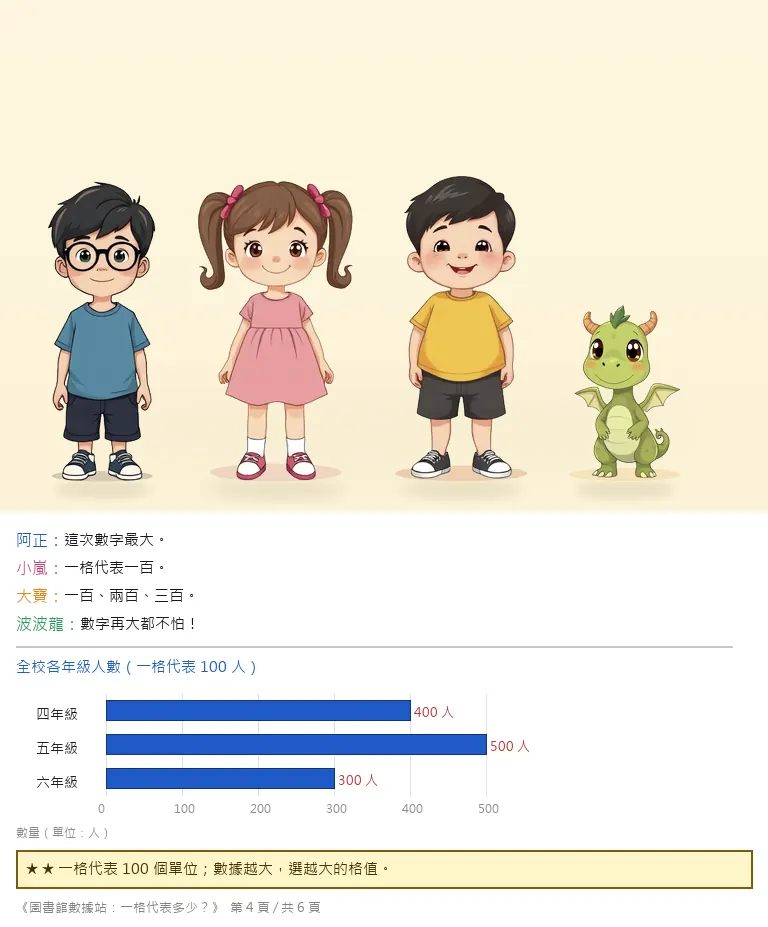 阿正：這次數字最大。
小嵐：一格代表一百。
大寶：一百、兩百、三百。
波波龍：數字再大都不怕！
全校各年級人數（一格代表 100 人）
四年級 400 人
五年級 500 人
六年級 300 人
0 100 200 300 400 500
數量（單位：人）
★★ 一格代表 100 個單位；數據越大，選越大的格值。
《圖書館數據站：一格代表多少？》 第 4 頁 / 共 6 頁